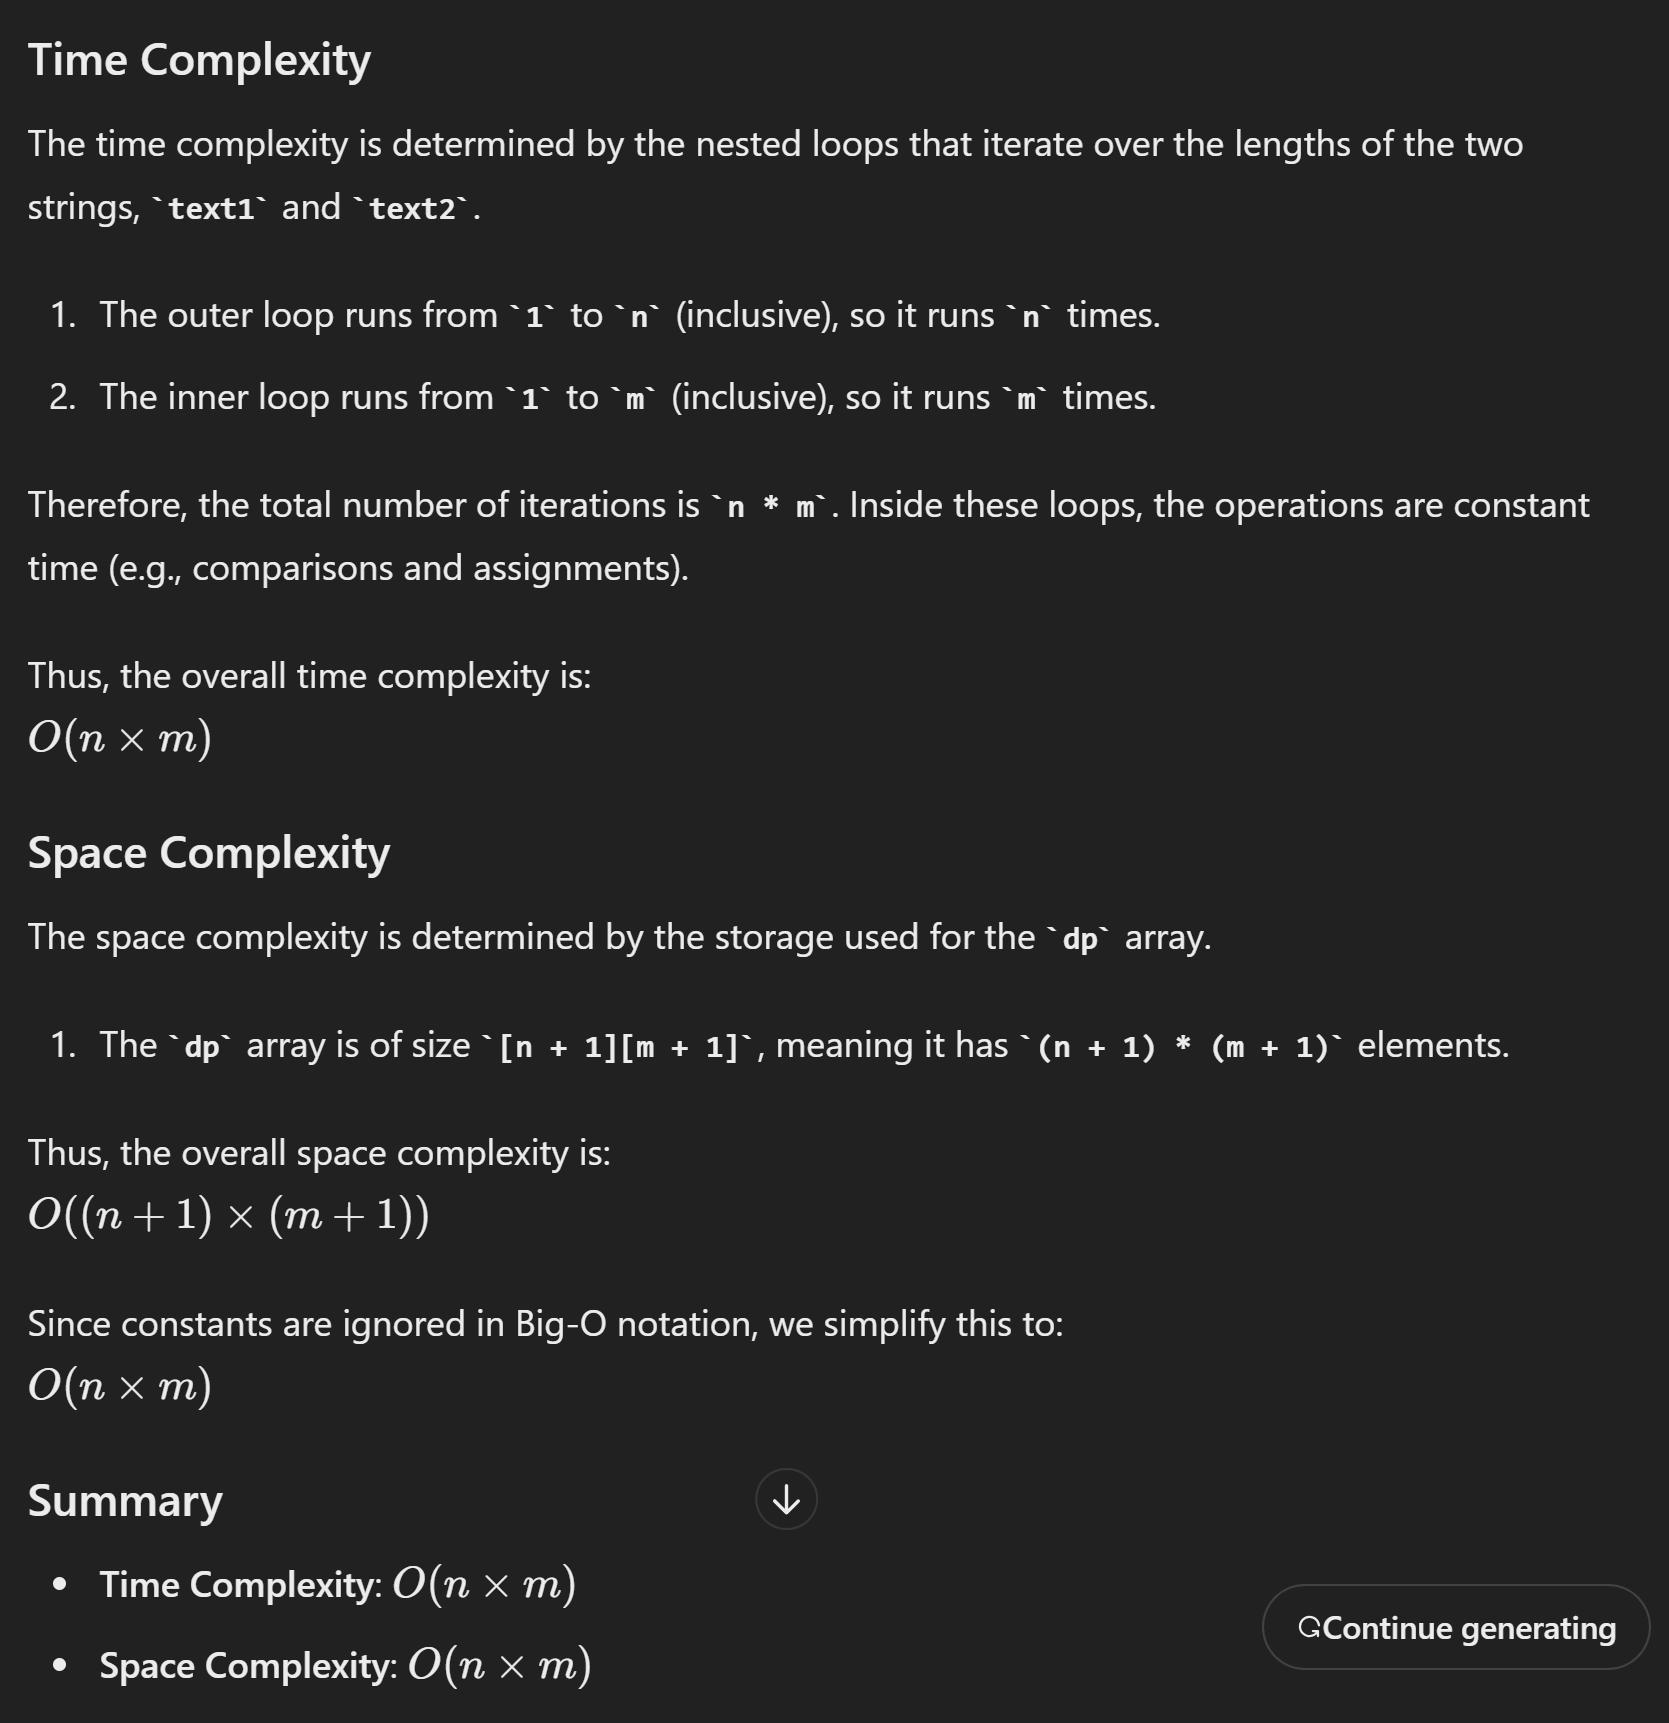 Time Complexity
The time complexity is determined by the nested loops that iterate over the lengths of the two
strings, `text1` and `text2`.
1. The outer loop runs from `1` to `n` (inclusive), so it runs `n` times.
2. The inner loop runs from `1` to `m` (inclusive), so it runs `m` times.
Therefore, the total number of iterations is `n * m`. Inside these loops, the operations are constant
time (e.g., comparisons and assignments).
Thus, the overall time complexity is:
O(n × m)
Space Complexity
The space complexity is determined by the storage used for the `dp` array.
1. The `dp` array is of size `[n + 1][m + 1]`, meaning it has `(n + 1) * (m + 1)` elements.
Thus, the overall space complexity is:
O((n + 1) × (m + 1))
Since constants are ignored in Big-O notation, we simplify this to:
O(n × m)
Summary
• Time Complexity: O(n × m)
Continue generating
• Space Complexity: O(n × m)